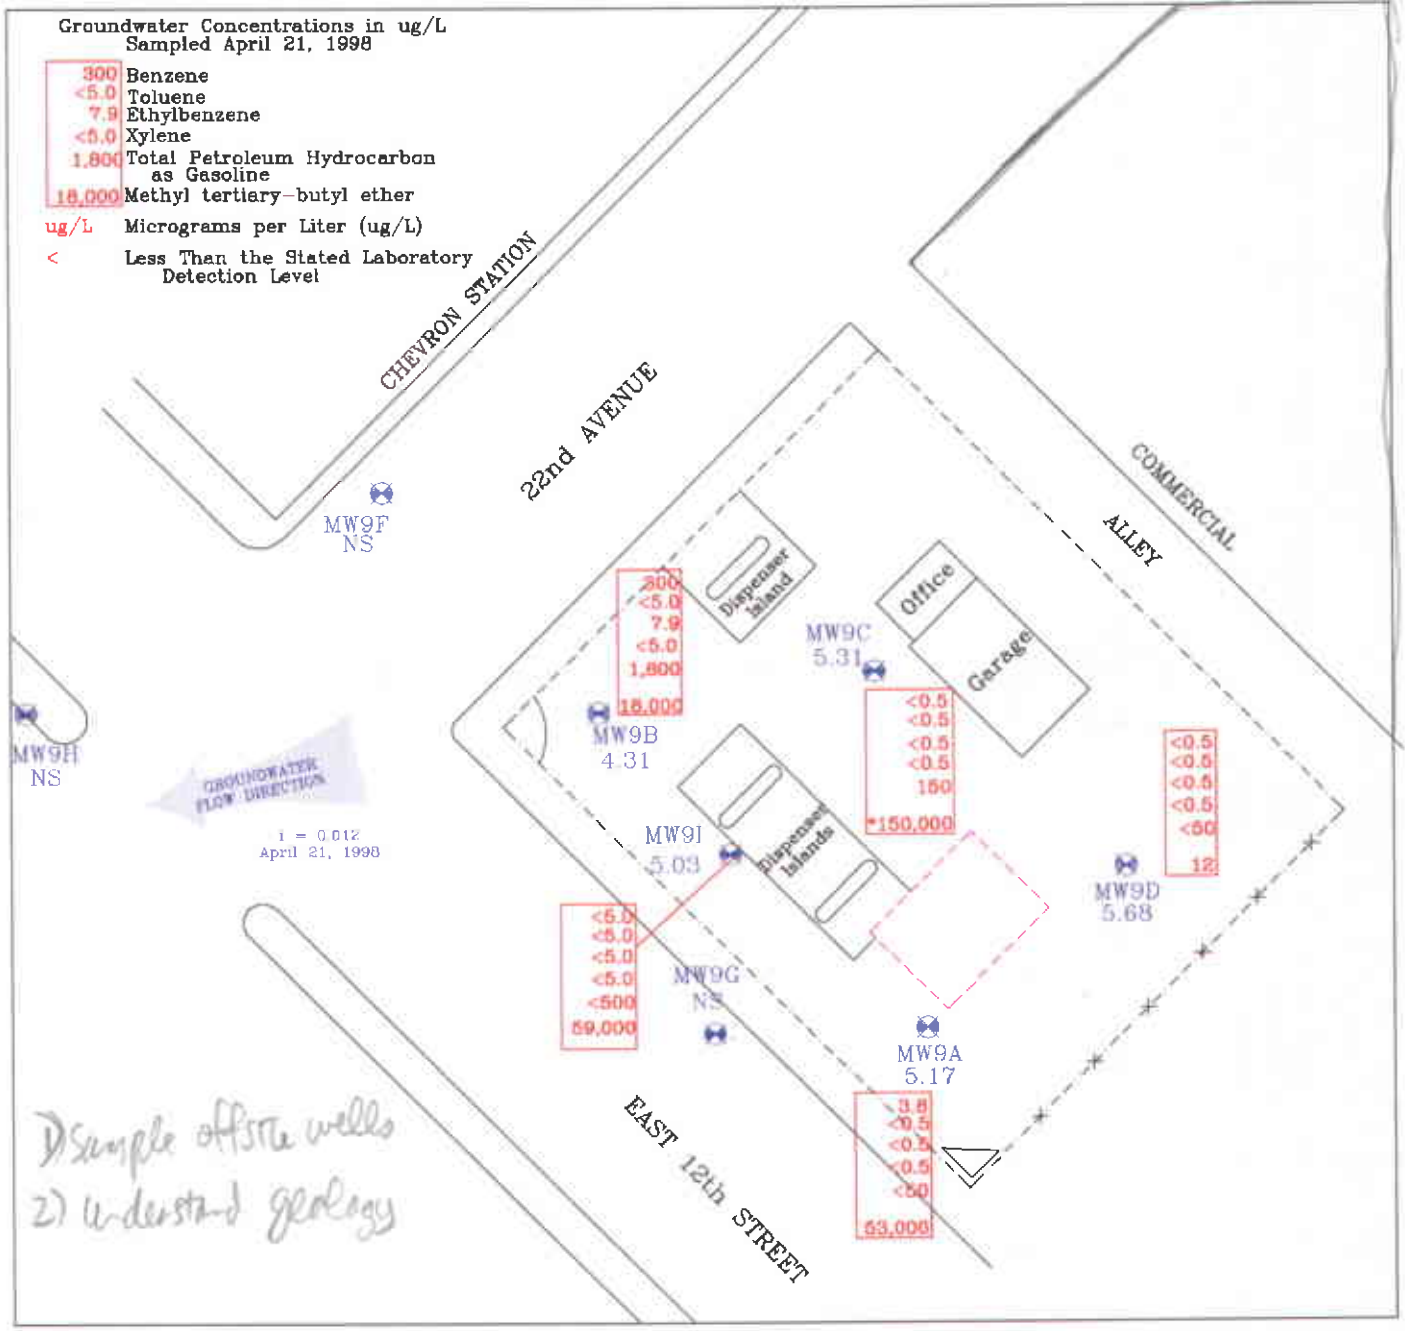 Groundwater Concentrations in ug/L
Sampled April 21, 1998
300 Benzene
<5.0 Toluene
7.9 Ethylbenzene
<5.0 Xylene
1,800 Total Petroleum Hydrocarbon
as Gasoline
18,000 Methyl tertiary-butyl ether
ug/L Micrograms per Liter (ug/L)
< Less Than the Stated Laboratory
Detection Level
CHEVRON STATION
22nd AVENUE
COMMERCIAL
ALLEY
MW9F
NS
Dispenser
Island
Office
Garage
300
<5.0
7.9
<5.0
1,800
18,000
MW9B
4.31
MW9C
5.31
<0.5
<0.5
<0.5
<0.5
150
*150,000
<0.5
<0.5
<0.5
<0.5
<50
12
MW9D
5.68
MW9H
NS
GROUNDWATER
FLOW DIRECTION
i = 0.012
April 21, 1998
MW9I
5.03
Dispenser
Islands
<5.0
<5.0
<5.0
<5.0
<500
59,000
MW9G
NS
MW9A
5.17
3.8
<0.5
<0.5
<0.5
<50
53,000
EAST 12th STREET
1) Sample offsite wells
2) Understand geology